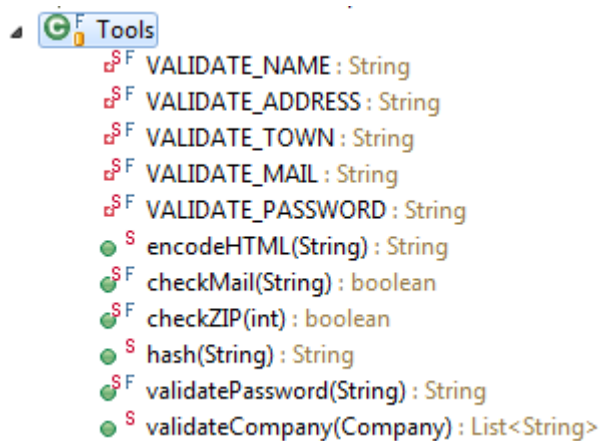 Tools
VALIDATE_NAME : String
VALIDATE_ADDRESS : String
VALIDATE_TOWN : String
VALIDATE_MAIL : String
VALIDATE_PASSWORD : String
encodeHTML(String) : String
checkMail(String) : boolean
checkZIP(int) : boolean
hash(String) : String
validatePassword(String) : String
validateCompany(Company) : List<String>